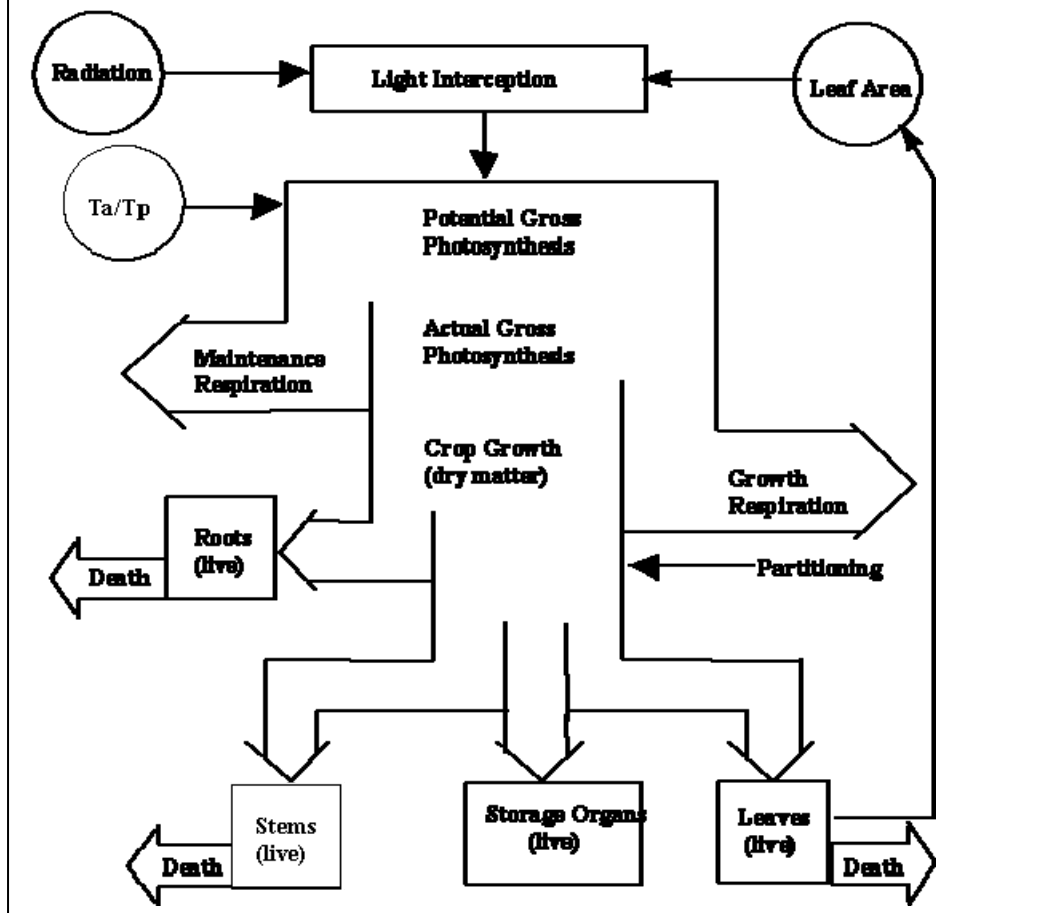 Radiation
Light Interception
Leaf Area
Ta/Tp
Potential Gross
Photosynthesis
Actual Gross
Photosynthesis
Maintenance
Respiration
Crop Growth
(dry matter)
Growth
Respiration
Roots
(live)
Death
Partitioning
Stems
(live)
Storage Organs
(live)
Leaves
(live)
Death
Death